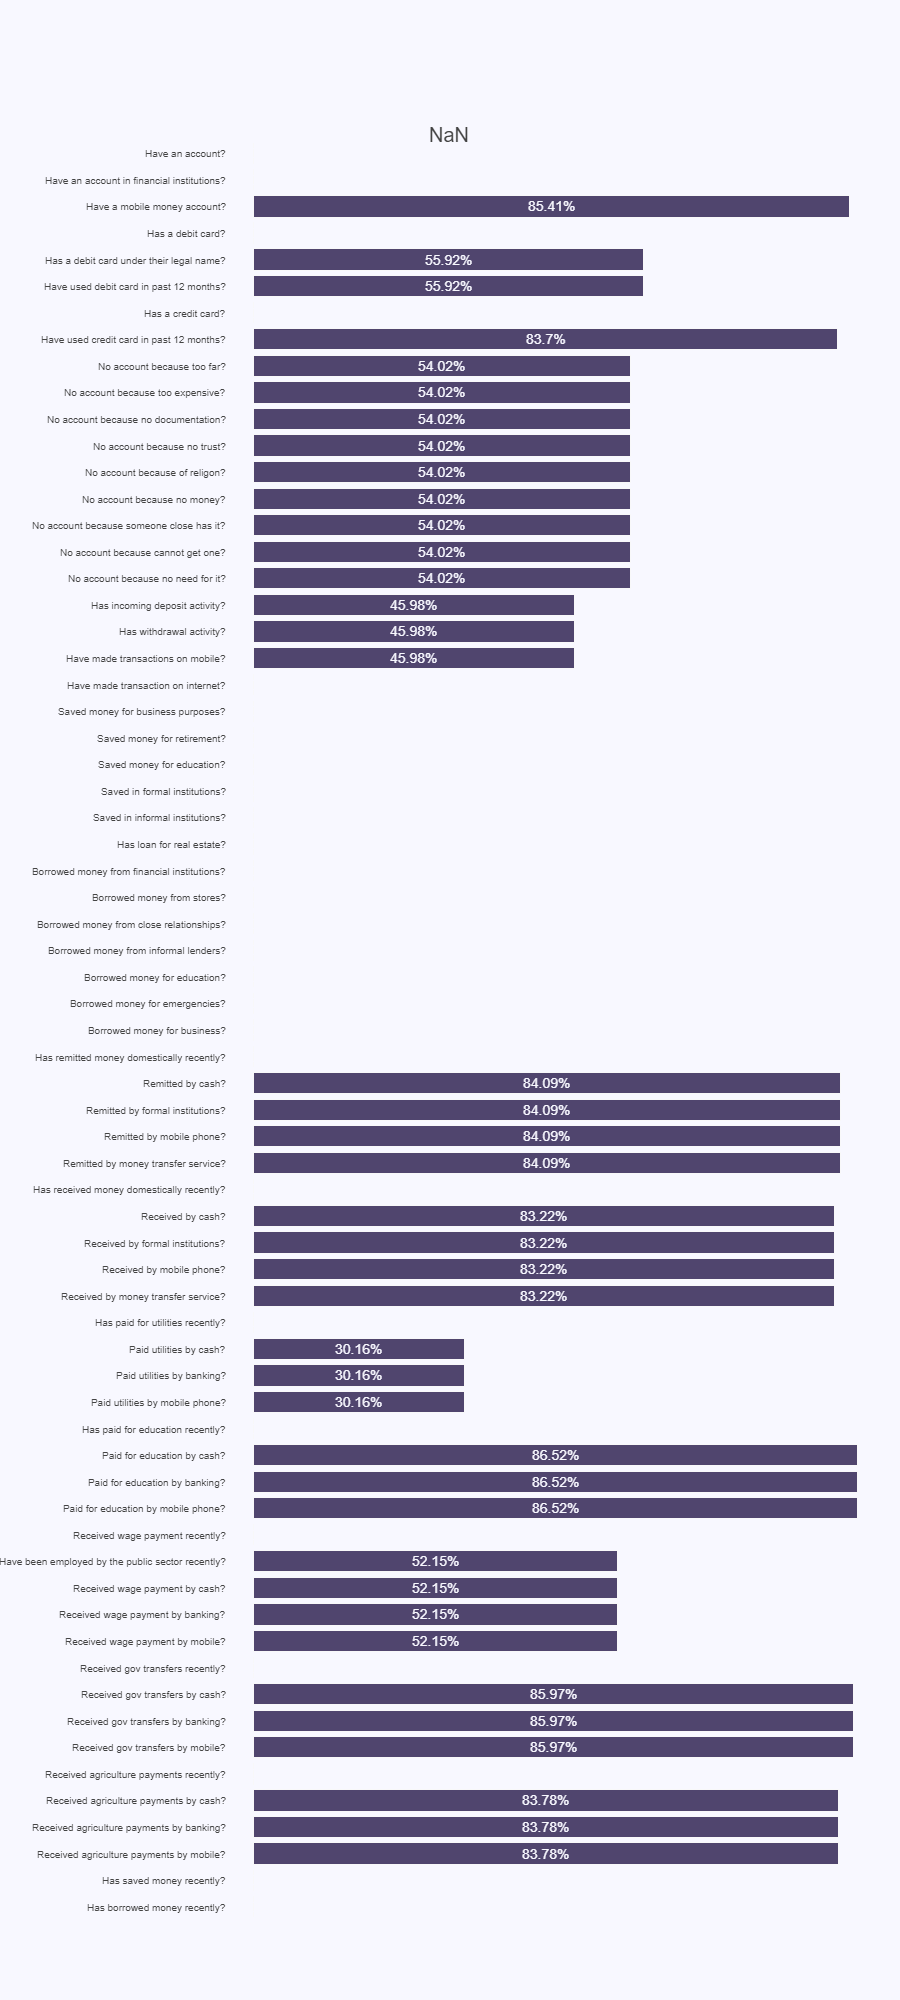 NaN
Have an account?
Have an account in financial institutions?
Have a mobile money account? 85.41%
Has a debit card?
Has a debit card under their legal name? 55.92%
Have used debit card in past 12 months? 55.92%
Has a credit card?
Have used credit card in past 12 months? 83.7%
No account because too far? 54.02%
No account because too expensive? 54.02%
No account because no documentation? 54.02%
No account because no trust? 54.02%
No account because of religon? 54.02%
No account because no money? 54.02%
No account because someone close has it? 54.02%
No account because cannot get one? 54.02%
No account because no need for it? 54.02%
Has incoming deposit activity? 45.98%
Has withdrawal activity? 45.98%
Have made transactions on mobile? 45.98%
Have made transaction on internet?
Saved money for business purposes?
Saved money for retirement?
Saved money for education?
Saved in formal institutions?
Saved in informal institutions?
Has loan for real estate?
Borrowed money from financial institutions?
Borrowed money from stores?
Borrowed money from close relationships?
Borrowed money from informal lenders?
Borrowed money for education?
Borrowed money for emergencies?
Borrowed money for business?
Has remitted money domestically recently?
Remitted by cash? 84.09%
Remitted by formal institutions? 84.09%
Remitted by mobile phone? 84.09%
Remitted by money transfer service? 84.09%
Has received money domestically recently?
Received by cash? 83.22%
Received by formal institutions? 83.22%
Received by mobile phone? 83.22%
Received by money transfer service? 83.22%
Has paid for utilities recently?
Paid utilities by cash? 30.16%
Paid utilities by banking? 30.16%
Paid utilities by mobile phone? 30.16%
Has paid for education recently?
Paid for education by cash? 86.52%
Paid for education by banking? 86.52%
Paid for education by mobile phone? 86.52%
Received wage payment recently?
Have been employed by the public sector recently? 52.15%
Received wage payment by cash? 52.15%
Received wage payment by banking? 52.15%
Received wage payment by mobile? 52.15%
Received gov transfers recently?
Received gov transfers by cash? 85.97%
Received gov transfers by banking? 85.97%
Received gov transfers by mobile? 85.97%
Received agriculture payments recently?
Received agriculture payments by cash? 83.78%
Received agriculture payments by banking? 83.78%
Received agriculture payments by mobile? 83.78%
Has saved money recently?
Has borrowed money recently?